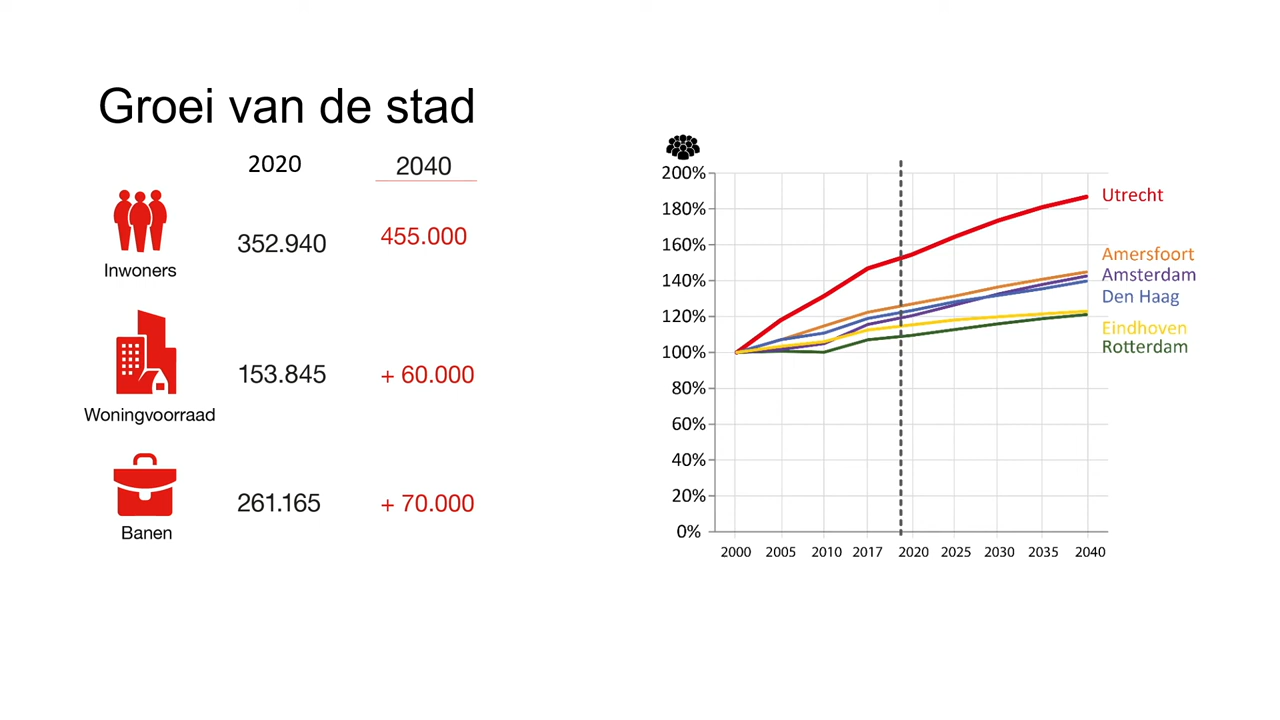 Groei van de stad
2020 2040
352.940 455.000
Inwoners
153.845 + 60.000
Woningvoorraad
261.165 + 70.000
Banen
200%
180%
160%
140%
120%
100%
80%
60%
40%
20%
0%
2000 2005 2010 2017 2020 2025 2030 2035 2040
Utrecht
Amersfoort
Amsterdam
Den Haag
Eindhoven
Rotterdam